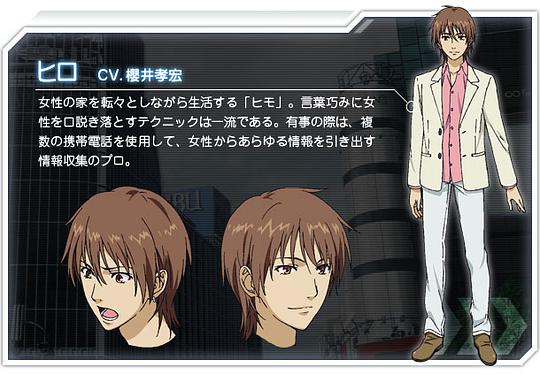 ヒロ CV.櫻井孝宏
女性の家を転々としながら生活する「ヒモ」。言葉巧みに女
性を口説き落とすテクニックは一流である。有事の際は、複
数の携帯電話を使用して、女性からあらゆる情報を引き出す
情報収集のプロ。